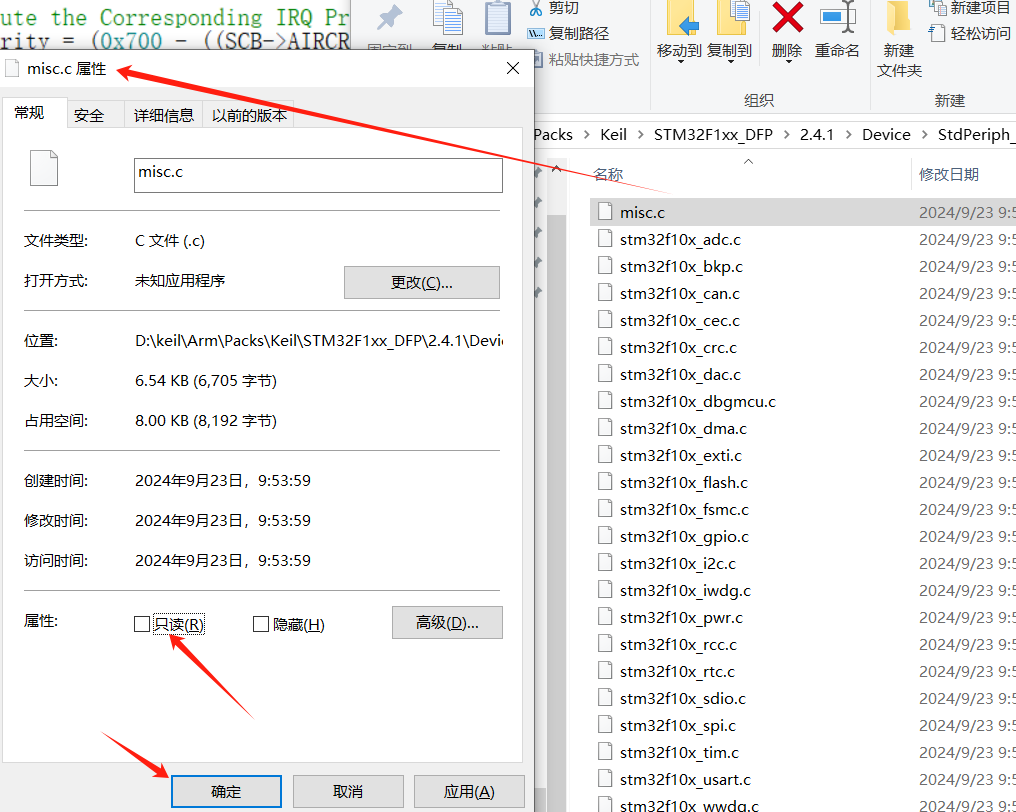 ute the Corresponding IRQ Pr
rity = (0x700 - ((SCB->AIRCR
剪切
复制路径
粘贴快捷方式
移动到
复制到
删除
重命名
新建
文件夹
新建项目
轻松访问
组织
新建
misc.c 属性
常规
安全
详细信息
以前的版本
misc.c
文件类型:
C 文件 (.c)
打开方式:
未知应用程序
更改(C)...
位置:
D:\keil\Arm\Packs\Keil\STM32F1xx_DFP\2.4.1\Devic
大小:
6.54 KB (6,705 字节)
占用空间:
8.00 KB (8,192 字节)
创建时间:
2024年9月23日，9:53:59
修改时间:
2024年9月23日，9:53:59
访问时间:
2024年9月23日，9:53:59
属性:
只读(R)
隐藏(H)
高级(D)...
确定
取消
应用(A)
Packs > Keil > STM32F1xx_DFP > 2.4.1 > Device > StdPeriph_
名称
修改日期
misc.c 2024/9/23 9:5
stm32f10x_adc.c 2024/9/23 9:5
stm32f10x_bkp.c 2024/9/23 9:5
stm32f10x_can.c 2024/9/23 9:5
stm32f10x_cec.c 2024/9/23 9:5
stm32f10x_crc.c 2024/9/23 9:5
stm32f10x_dac.c 2024/9/23 9:5
stm32f10x_dbgmcu.c 2024/9/23 9:5
stm32f10x_dma.c 2024/9/23 9:5
stm32f10x_exti.c 2024/9/23 9:5
stm32f10x_flash.c 2024/9/23 9:5
stm32f10x_fsmc.c 2024/9/23 9:5
stm32f10x_gpio.c 2024/9/23 9:5
stm32f10x_i2c.c 2024/9/23 9:5
stm32f10x_iwdg.c 2024/9/23 9:5
stm32f10x_pwr.c 2024/9/23 9:5
stm32f10x_rcc.c 2024/9/23 9:5
stm32f10x_rtc.c 2024/9/23 9:5
stm32f10x_sdio.c 2024/9/23 9:5
stm32f10x_spi.c 2024/9/23 9:5
stm32f10x_tim.c 2024/9/23 9:5
stm32f10x_usart.c 2024/9/23 9:5
stm32f10x_wwdg.c 2024/9/23 9:5